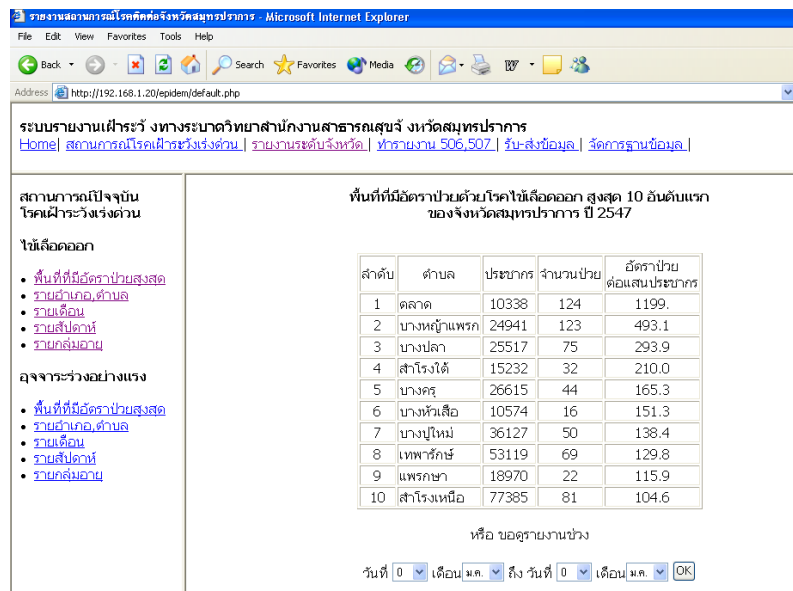 รายงานสถานการณ์โรคติดต่อจังหวัดสมุทรปราการ - Microsoft Internet Explorer
File Edit View Favorites Tools Help
Back Search Favorites Media
Address http://192.168.1.20/epidem/default.php
ระบบรายงานเฝ้าระวั งทางระบาดวิทยาสำนักงานสาธารณสุขจั งหวัดสมุทรปราการ
Home| สถานการณ์โรคเฝ้าระวังเร่งด่วน | รายงานระดับจังหวัด | ทำรายงาน 506,507 | รับ-ส่งข้อมูล | จัดการฐานข้อมูล |
สถานการณ์ปัจจุบัน
โรคเฝ้าระวังเร่งด่วน
ไข้เลือดออก
• พื้นที่ที่มีอัตราป่วยสูงสุด
• รายอำเภอ,ตำบล
• รายเดือน
• รายสัปดาห์
• รายกลุ่มอายุ
อุจจาระร่วงอย่างแรง
• พื้นที่ที่มีอัตราป่วยสูงสุด
• รายอำเภอ,ตำบล
• รายเดือน
• รายสัปดาห์
• รายกลุ่มอายุ
พื้นที่ที่มีอัตราป่วยด้วยโรคไข้เลือดออก สูงสุด 10 อันดับแรก
ของจังหวัดสมุทรปราการ ปี 2547
ลำดับ ตำบล ประชากร จำนวนป่วย อัตราป่วย
ต่อแสนประชากร
1 ตลาด 10338 124 1199.
2 บางหญ้าแพรก 24941 123 493.1
3 บางปลา 25517 75 293.9
4 สำโรงใต้ 15232 32 210.0
5 บางครุ 26615 44 165.3
6 บางหัวเสือ 10574 16 151.3
7 บางปูใหม่ 36127 50 138.4
8 เทพารักษ์ 53119 69 129.8
9 แพรกษา 18970 22 115.9
10 สำโรงเหนือ 77385 81 104.6
หรือ ขอดูรายงานช่วง
วันที่ 0 เดือน ม.ค. ถึง วันที่ 0 เดือน ม.ค. OK